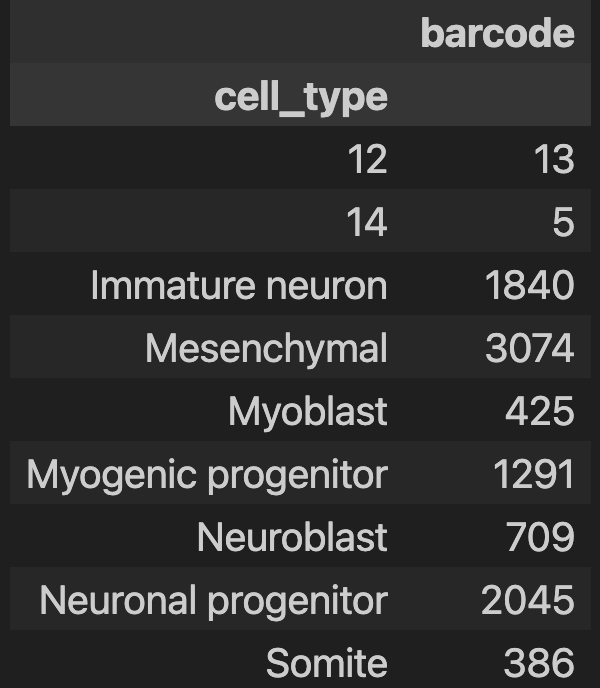 barcode
cell_type
12 13
14 5
Immature neuron 1840
Mesenchymal 3074
Myoblast 425
Myogenic progenitor 1291
Neuroblast 709
Neuronal progenitor 2045
Somite 386